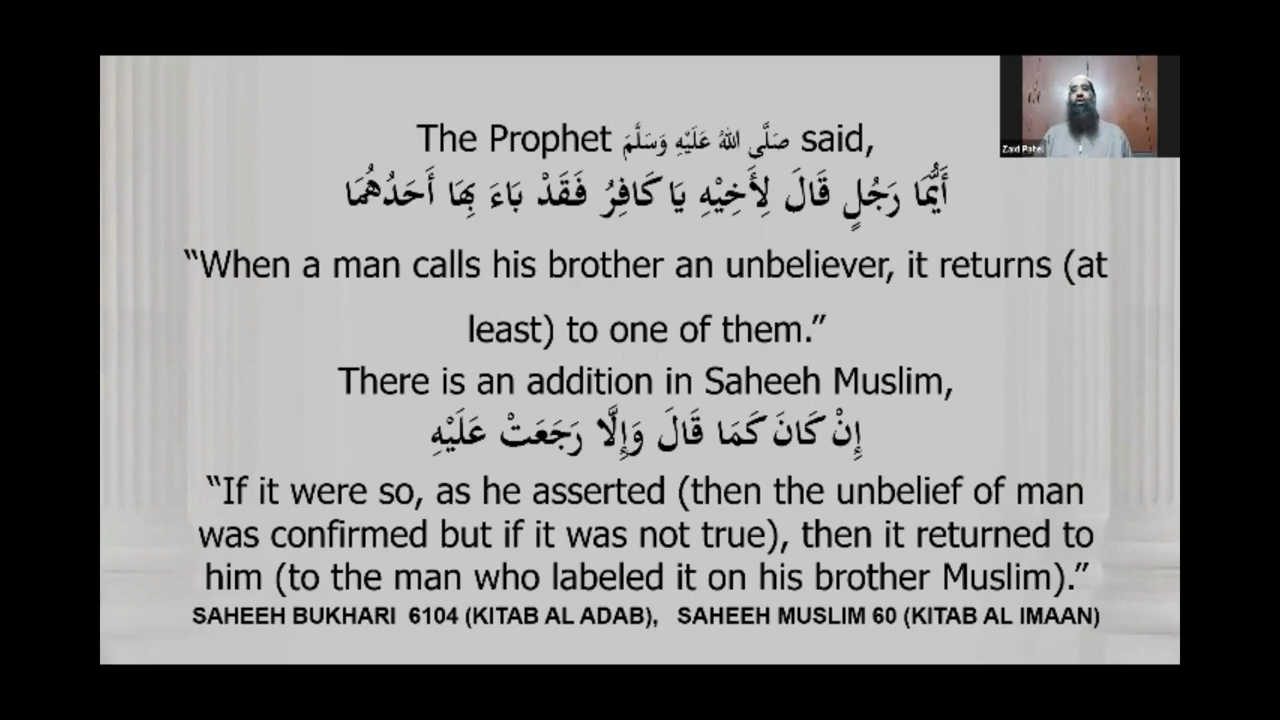 The Prophet صَلَّى اللهُ عَلَيْهِ وَسَلَّمَ said,
أَيُّمَا رَجُلٍ قَالَ لِأَخِيْهِ يَا كَافِرُ فَقَدْ بَاءَ بِهَا أَحَدُهُمَا
“When a man calls his brother an unbeliever, it returns (at
least) to one of them.”
There is an addition in Saheeh Muslim,
إِنْ كَانَ كَمَا قَالَ وَإِلَّا رَجَعَتْ عَلَيْهِ
“If it were so, as he asserted (then the unbelief of man
was confirmed but if it was not true), then it returned to
him (to the man who labeled it on his brother Muslim).”
SAHEEH BUKHARI 6104 (KITAB AL ADAB), SAHEEH MUSLIM 60 (KITAB AL IMAAN)
Zaid Patel